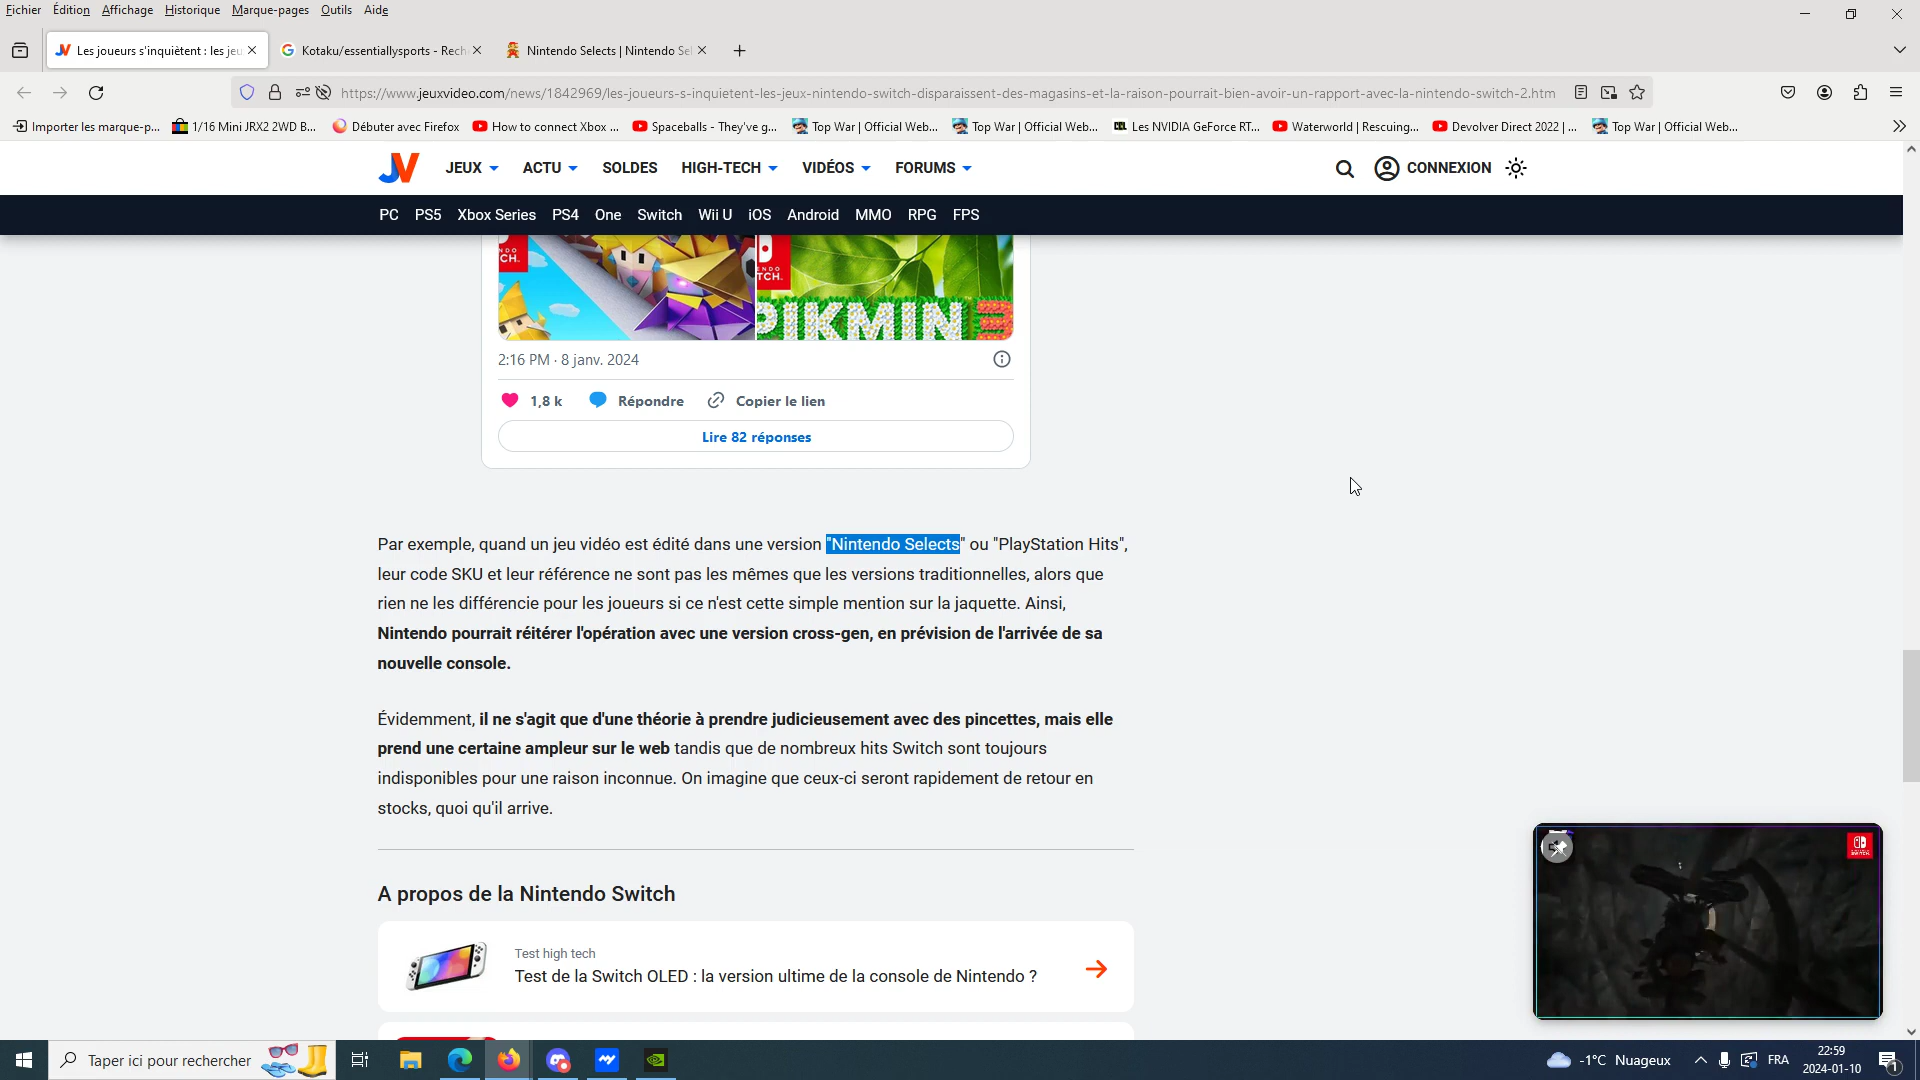 Fichier Édition Affichage Historique Marque-pages Outils Aide
Les joueurs s'inquiètent : les jeu
Kotaku/essentiallysports - Rech
Nintendo Selects | Nintendo Sel
https://www.jeuxvideo.com/news/1842969/les-joueurs-s-inquietent-les-jeux-nintendo-switch-disparaissent-des-magasins-et-la-raison-pourrait-bien-avoir-un-rapport-avec-la-nintendo-switch-2.htm
Importer les marque-p... 1/16 Mini JRX2 2WD B... Débuter avec Firefox How to connect Xbox ... Spaceballs - They've g... Top War | Official Web... Top War | Official Web... Les NVIDIA GeForce RT... Waterworld | Rescuing... Devolver Direct 2022 | ... Top War | Official Web...
JV JEUX ACTU SOLDES HIGH-TECH VIDÉOS FORUMS CONNEXION
PC PS5 Xbox Series PS4 One Switch Wii U iOS Android MMO RPG FPS
PIKMIN 3
2:16 PM · 8 janv. 2024
1,8 k Répondre Copier le lien
Lire 82 réponses
Par exemple, quand un jeu vidéo est édité dans une version "Nintendo Selects" ou "PlayStation Hits",
leur code SKU et leur référence ne sont pas les mêmes que les versions traditionnelles, alors que
rien ne les différencie pour les joueurs si ce n'est cette simple mention sur la jaquette. Ainsi,
Nintendo pourrait réitérer l'opération avec une version cross-gen, en prévision de l'arrivée de sa
nouvelle console.
Évidemment, il ne s'agit que d'une théorie à prendre judicieusement avec des pincettes, mais elle
prend une certaine ampleur sur le web tandis que de nombreux hits Switch sont toujours
indisponibles pour une raison inconnue. On imagine que ceux-ci seront rapidement de retour en
stocks, quoi qu'il arrive.
A propos de la Nintendo Switch
Test high tech
Test de la Switch OLED : la version ultime de la console de Nintendo ?
Taper ici pour rechercher
-1°C Nuageux
FRA
22:59
2024-01-10
1